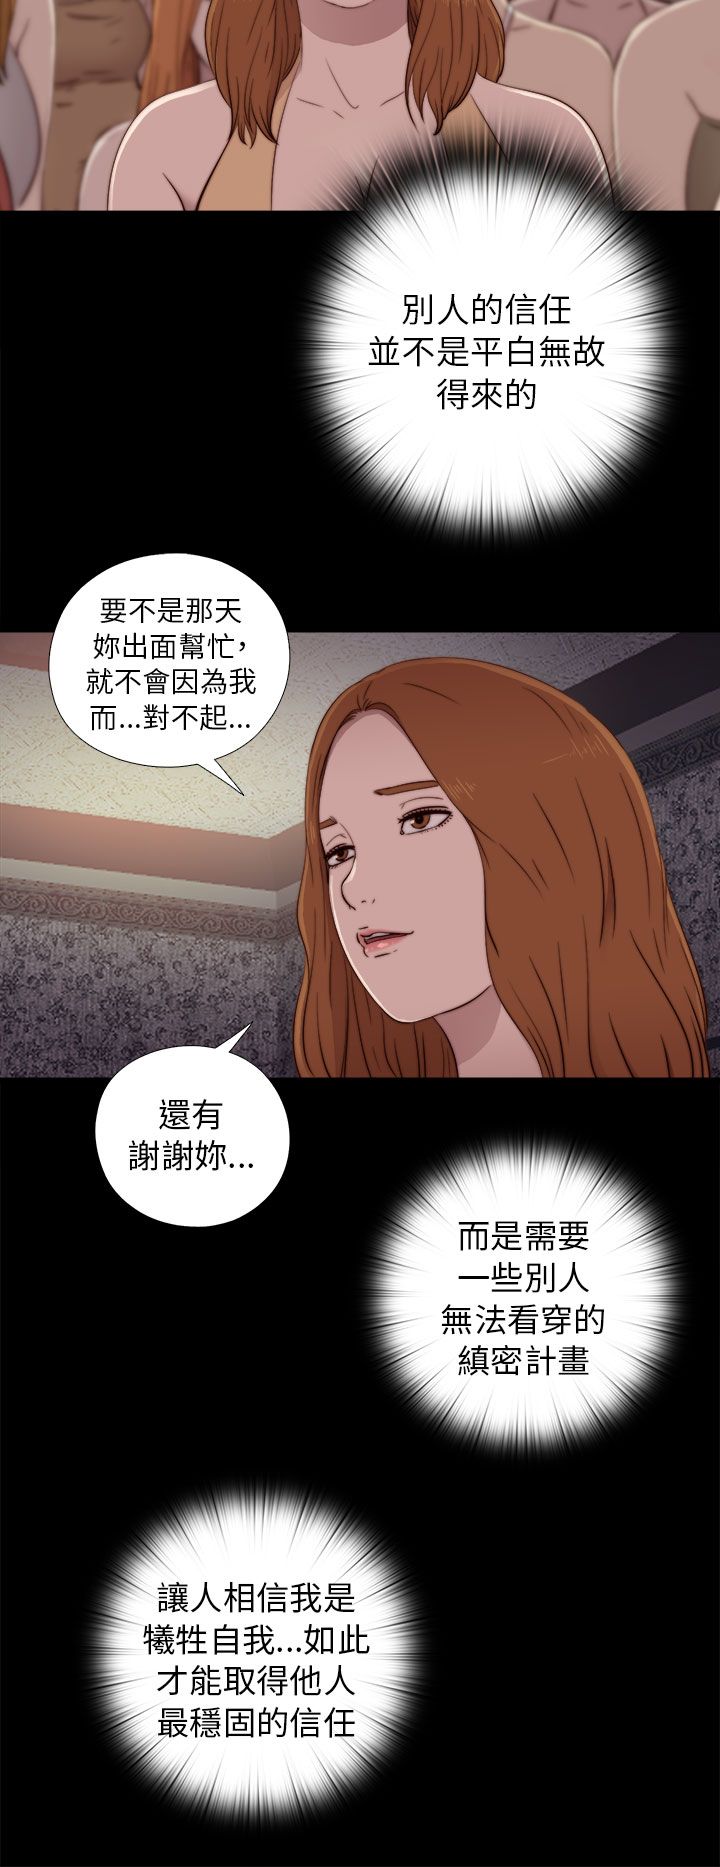 別人的信任
並不是平白無故
得來的
要不是那天
妳出面幫忙，
就不會因為我
而...對不起...
還有
謝謝妳...
而是需要
一些別人
無法看穿的
縝密計畫
讓人相信我是
犧牲自我...如此
才能取得他人
最穩固的信任